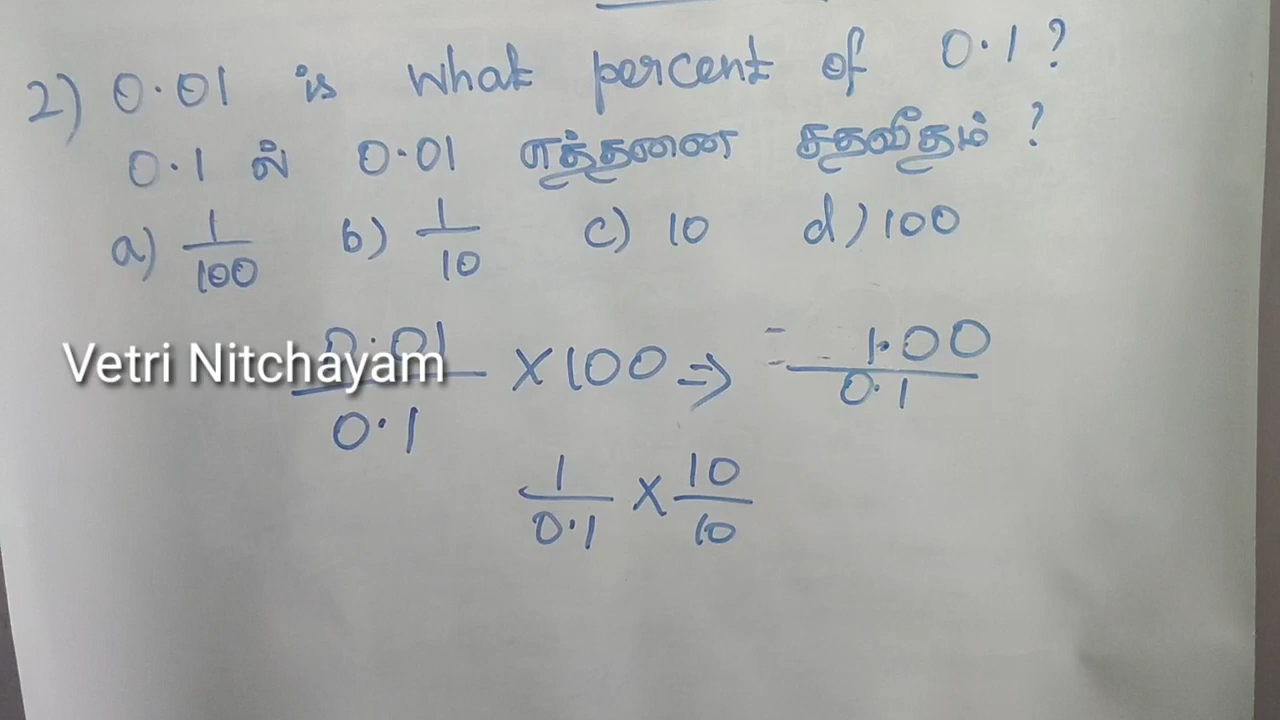 2) 0.01 is what percent of 0.1?
0.1 ல் 0.01 எத்தனை சதவீதம்?
a) 1/100 b) 1/10 c) 10 d) 100
0.01/0.1 × 100 ⇒ = 1.00/0.1
Vetri Nitchayam
1/0.1 × 10/10